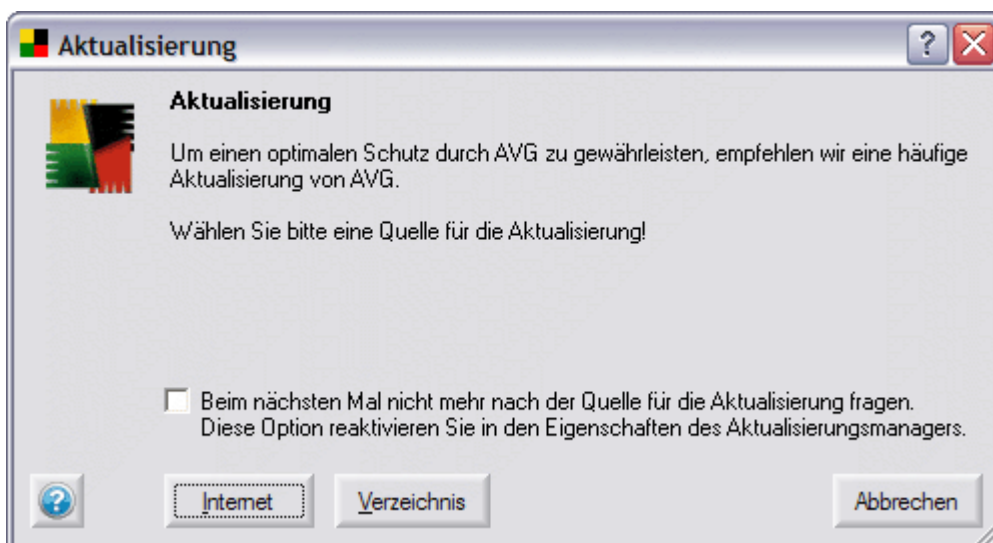 Aktualisierung
Aktualisierung
Um einen optimalen Schutz durch AVG zu gewährleisten, empfehlen wir eine häufige
Aktualisierung von AVG.
Wählen Sie bitte eine Quelle für die Aktualisierung!
Beim nächsten Mal nicht mehr nach der Quelle für die Aktualisierung fragen.
Diese Option reaktivieren Sie in den Eigenschaften des Aktualisierungsmanagers.
Internet
Verzeichnis
Abbrechen